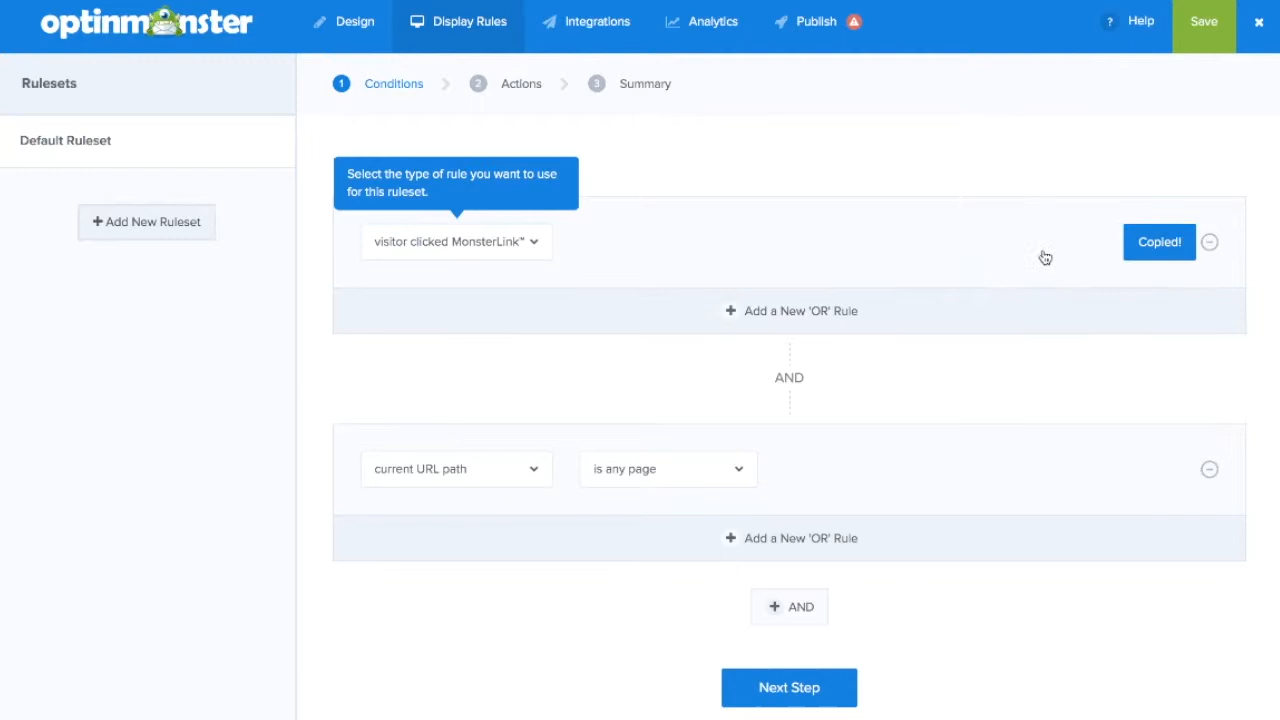 optinmonster
Design
Display Rules
Integrations
Analytics
Publish
? Help
Save
×
Rulesets
1 Conditions
2 Actions
3 Summary
Default Ruleset
+ Add New Ruleset
Select the type of rule you want to use
for this ruleset.
visitor clicked MonsterLink™
Copied!
+ Add a New 'OR' Rule
AND
current URL path
is any page
+ Add a New 'OR' Rule
+ AND
Next Step